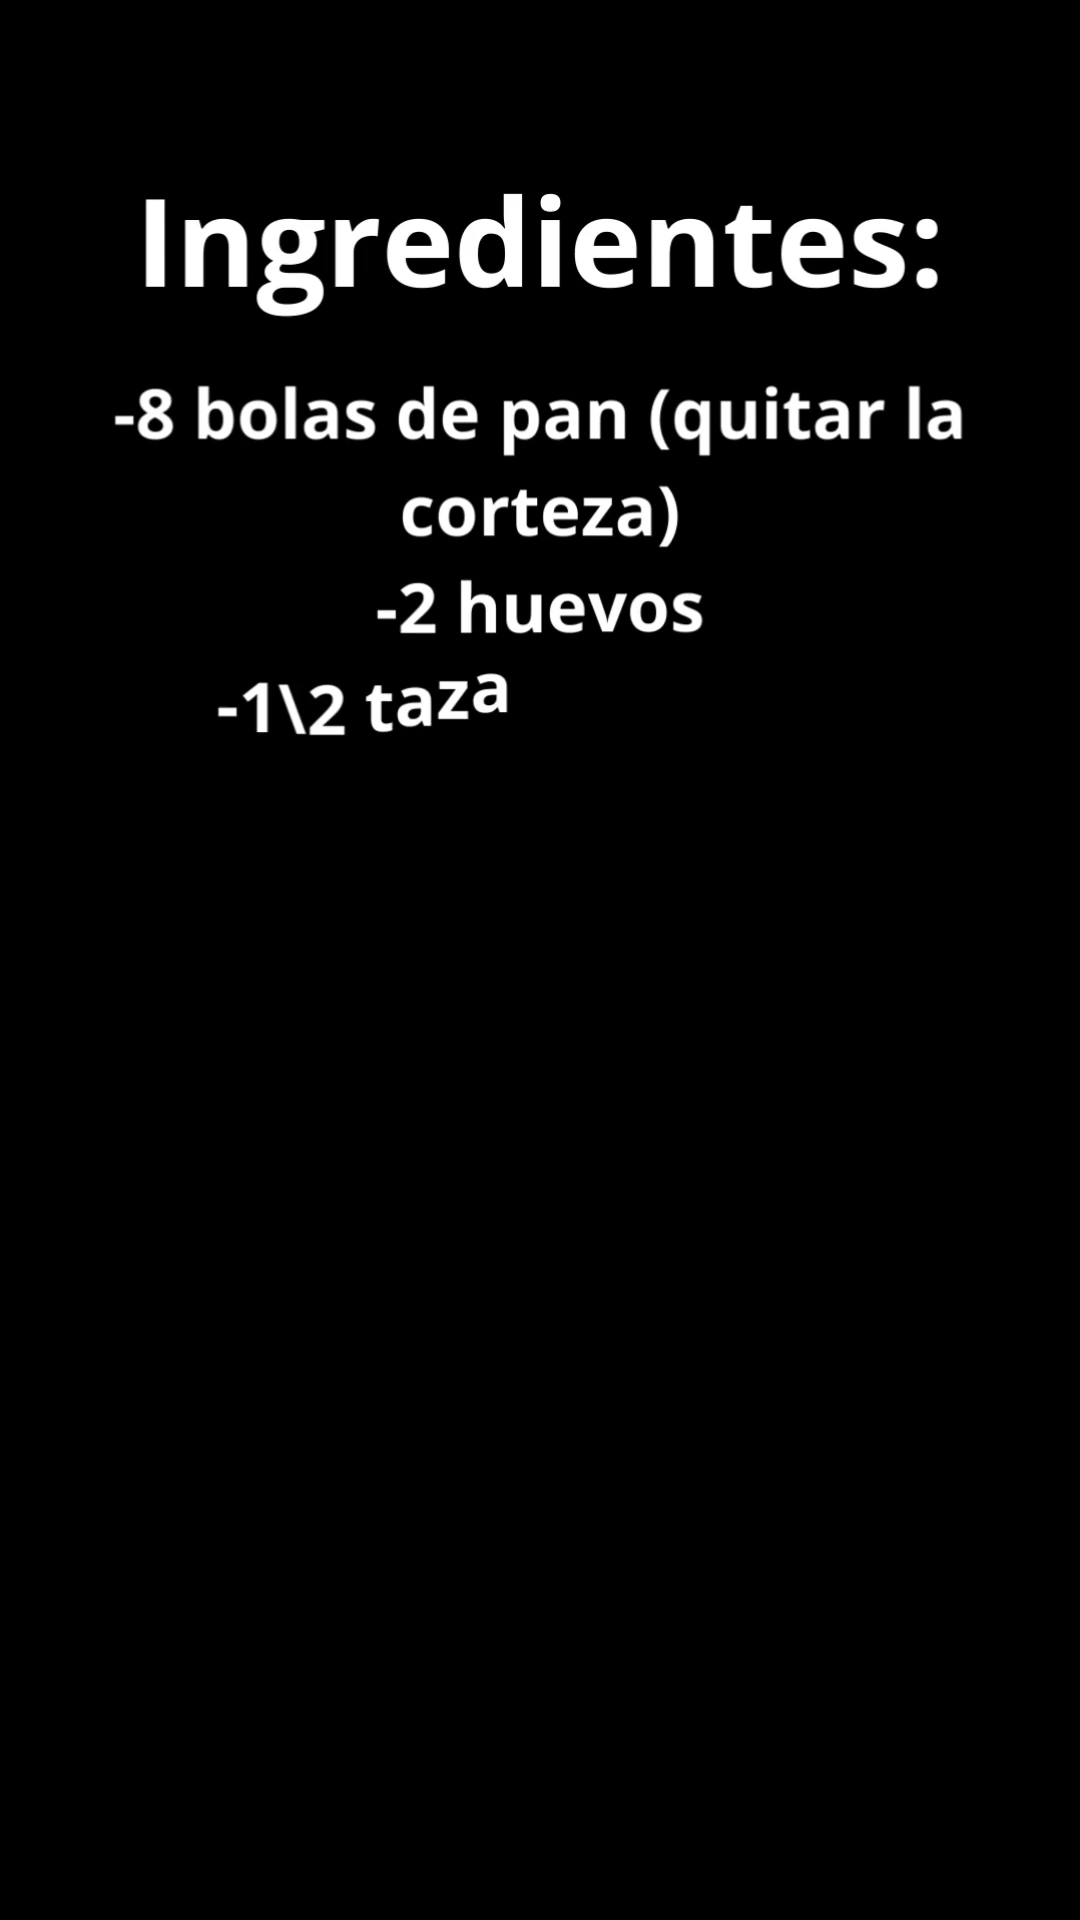 Ingredientes:
-8 bolas de pan (quitar la
corteza)
-2 huevos
-1\2 taza